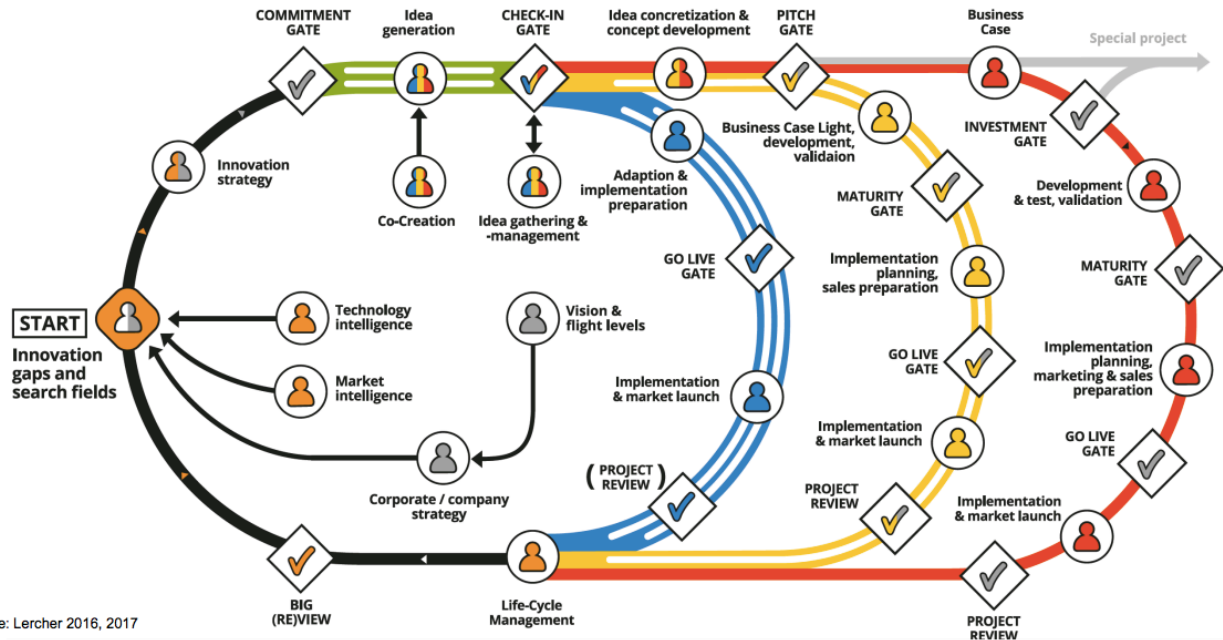 COMMITMENT
GATE
Idea
generation
CHECK-IN
GATE
Idea concretization &
concept development
PITCH
GATE
Business
Case
Special project
Innovation
strategy
Co-Creation
Idea gathering &
-management
Adaption &
implementation
preparation
Business Case Light,
development,
validaion
INVESTMENT
GATE
MATURITY
GATE
Development
& test, validation
GO LIVE
GATE
Implementation
planning,
sales preparation
MATURITY
GATE
START
Innovation
gaps and
search fields
Technology
intelligence
Vision &
flight levels
Market
intelligence
Implementation
& market launch
GO LIVE
GATE
Implementation
planning,
marketing & sales
preparation
Corporate / company
strategy
(PROJECT
REVIEW)
Implementation
& market launch
GO LIVE
GATE
PROJECT
REVIEW
Implementation
& market launch
BIG
(RE)VIEW
Life-Cycle
Management
PROJECT
REVIEW
e: Lercher 2016, 2017